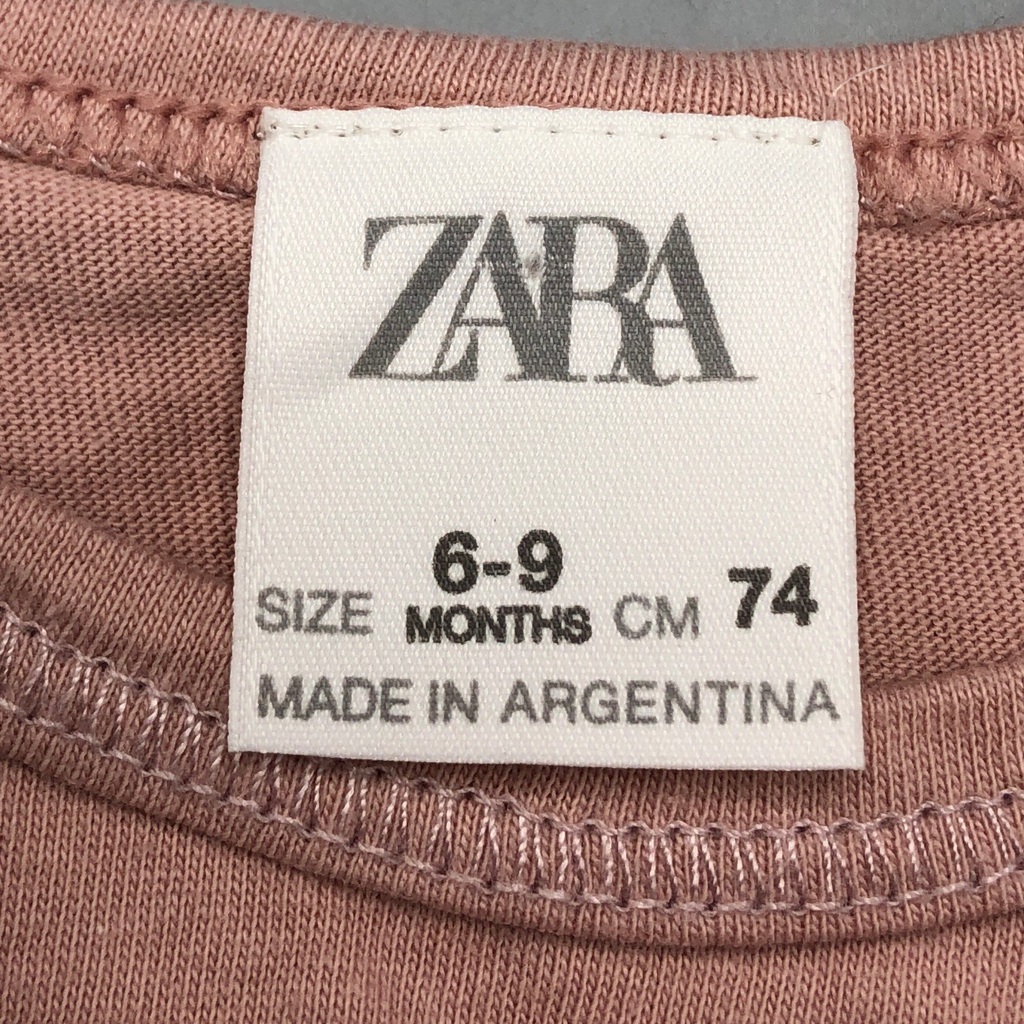 ZARA
SIZE 6-9 MONTHS CM 74
MADE IN ARGENTINA